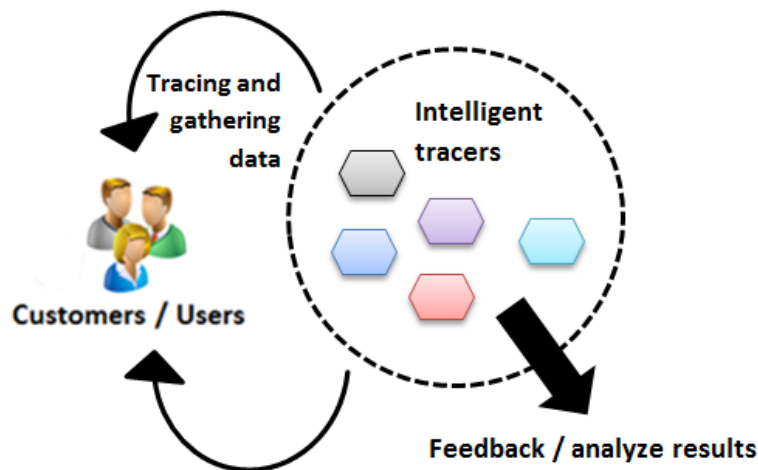 Tracing and
gathering
data
Intelligent
tracers
Customers / Users
Feedback / analyze results